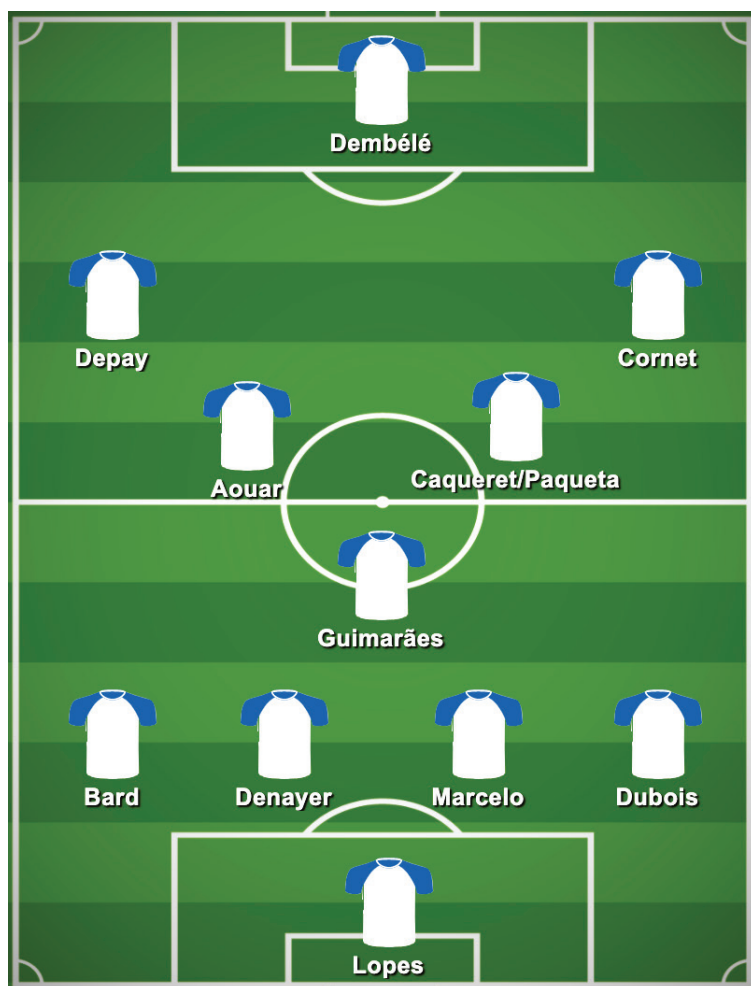 Dembélé
Depay
Cornet
Aouar
Caqueret/Paqueta
Guimarães
Bard
Denayer
Marcelo
Dubois
Lopes